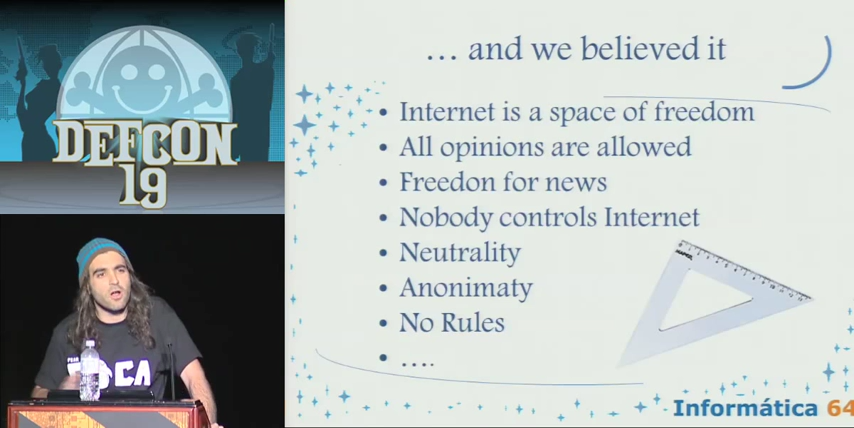 DEFCON
19
… and we believed it
• Internet is a space of freedom
• All opinions are allowed
• Freedon for news
• Nobody controls Internet
• Neutrality
• Anonimaty
• No Rules
• ....
Informática 64
FEAR